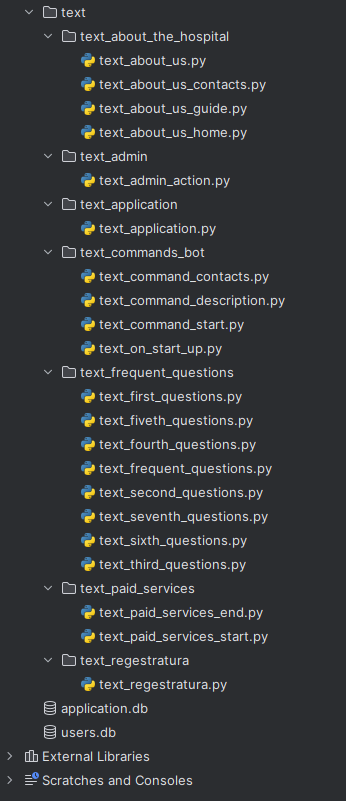 text
text_about_the_hospital
text_about_us.py
text_about_us_contacts.py
text_about_us_guide.py
text_about_us_home.py
text_admin
text_admin_action.py
text_application
text_application.py
text_commands_bot
text_command_contacts.py
text_command_description.py
text_command_start.py
text_on_start_up.py
text_frequent_questions
text_first_questions.py
text_fiveth_questions.py
text_fourth_questions.py
text_frequent_questions.py
text_second_questions.py
text_seventh_questions.py
text_sixth_questions.py
text_third_questions.py
text_paid_services
text_paid_services_end.py
text_paid_services_start.py
text_regestratura
text_regestratura.py
application.db
users.db
External Libraries
Scratches and Consoles